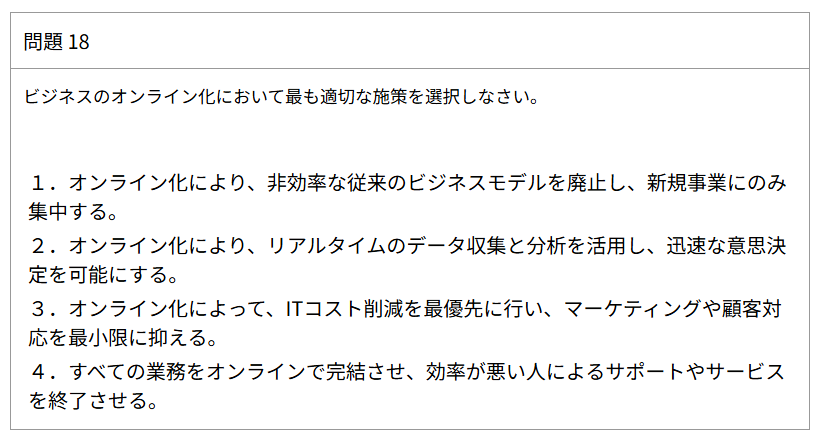 問題 18
ビジネスのオンライン化において最も適切な施策を選択しなさい。
１．オンライン化により、非効率な従来のビジネスモデルを廃止し、新規事業にのみ
集中する。
２．オンライン化により、リアルタイムのデータ収集と分析を活用し、迅速な意思決
定を可能にする。
３．オンライン化によって、ITコスト削減を最優先に行い、マーケティングや顧客対
応を最小限に抑える。
４．すべての業務をオンラインで完結させ、効率が悪い人によるサポートやサービス
を終了させる。